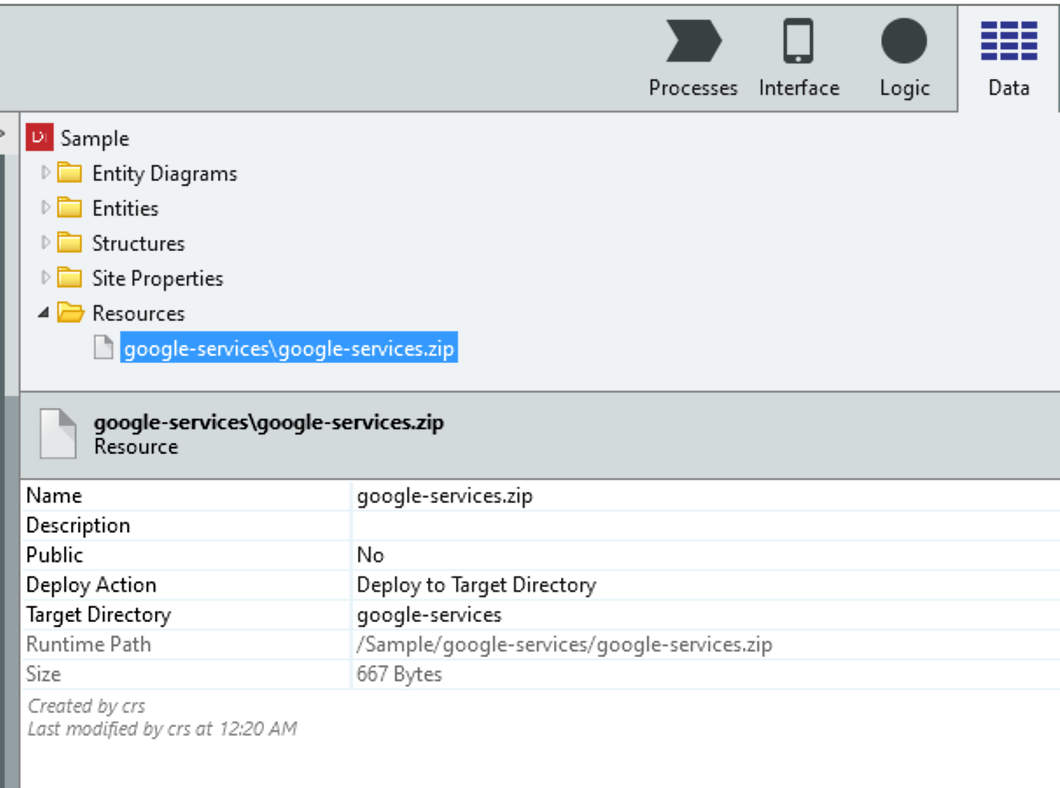 Processes Interface Logic Data
Sample
Entity Diagrams
Entities
Structures
Site Properties
Resources
google-services\google-services.zip
google-services\google-services.zip
Resource
Name google-services.zip
Description
Public No
Deploy Action Deploy to Target Directory
Target Directory google-services
Runtime Path /Sample/google-services/google-services.zip
Size 667 Bytes
Created by crs
Last modified by crs at 12:20 AM